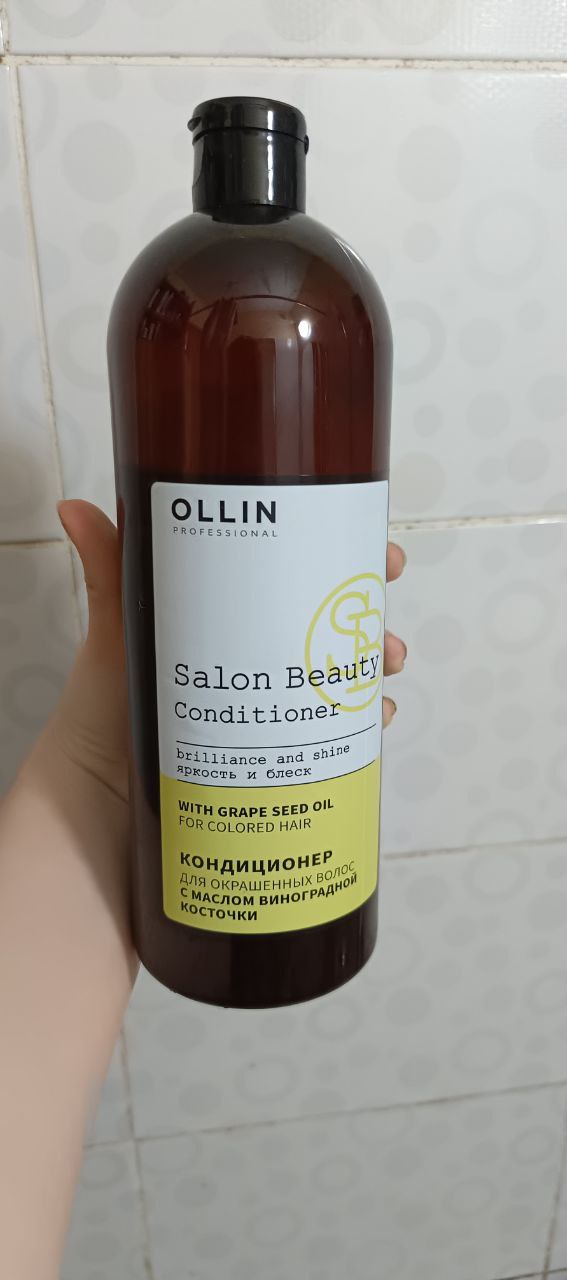 OLLIN
PROFESSIONAL
SB
Salon Beauty
Conditioner
brilliance and shine
яркость и блеск
WITH GRAPE SEED OIL
FOR COLORED HAIR
КОНДИЦИОНЕР
ДЛЯ ОКРАШЕННЫХ ВОЛОС
С МАСЛОМ ВИНОГРАДНОЙ
КОСТОЧКИ